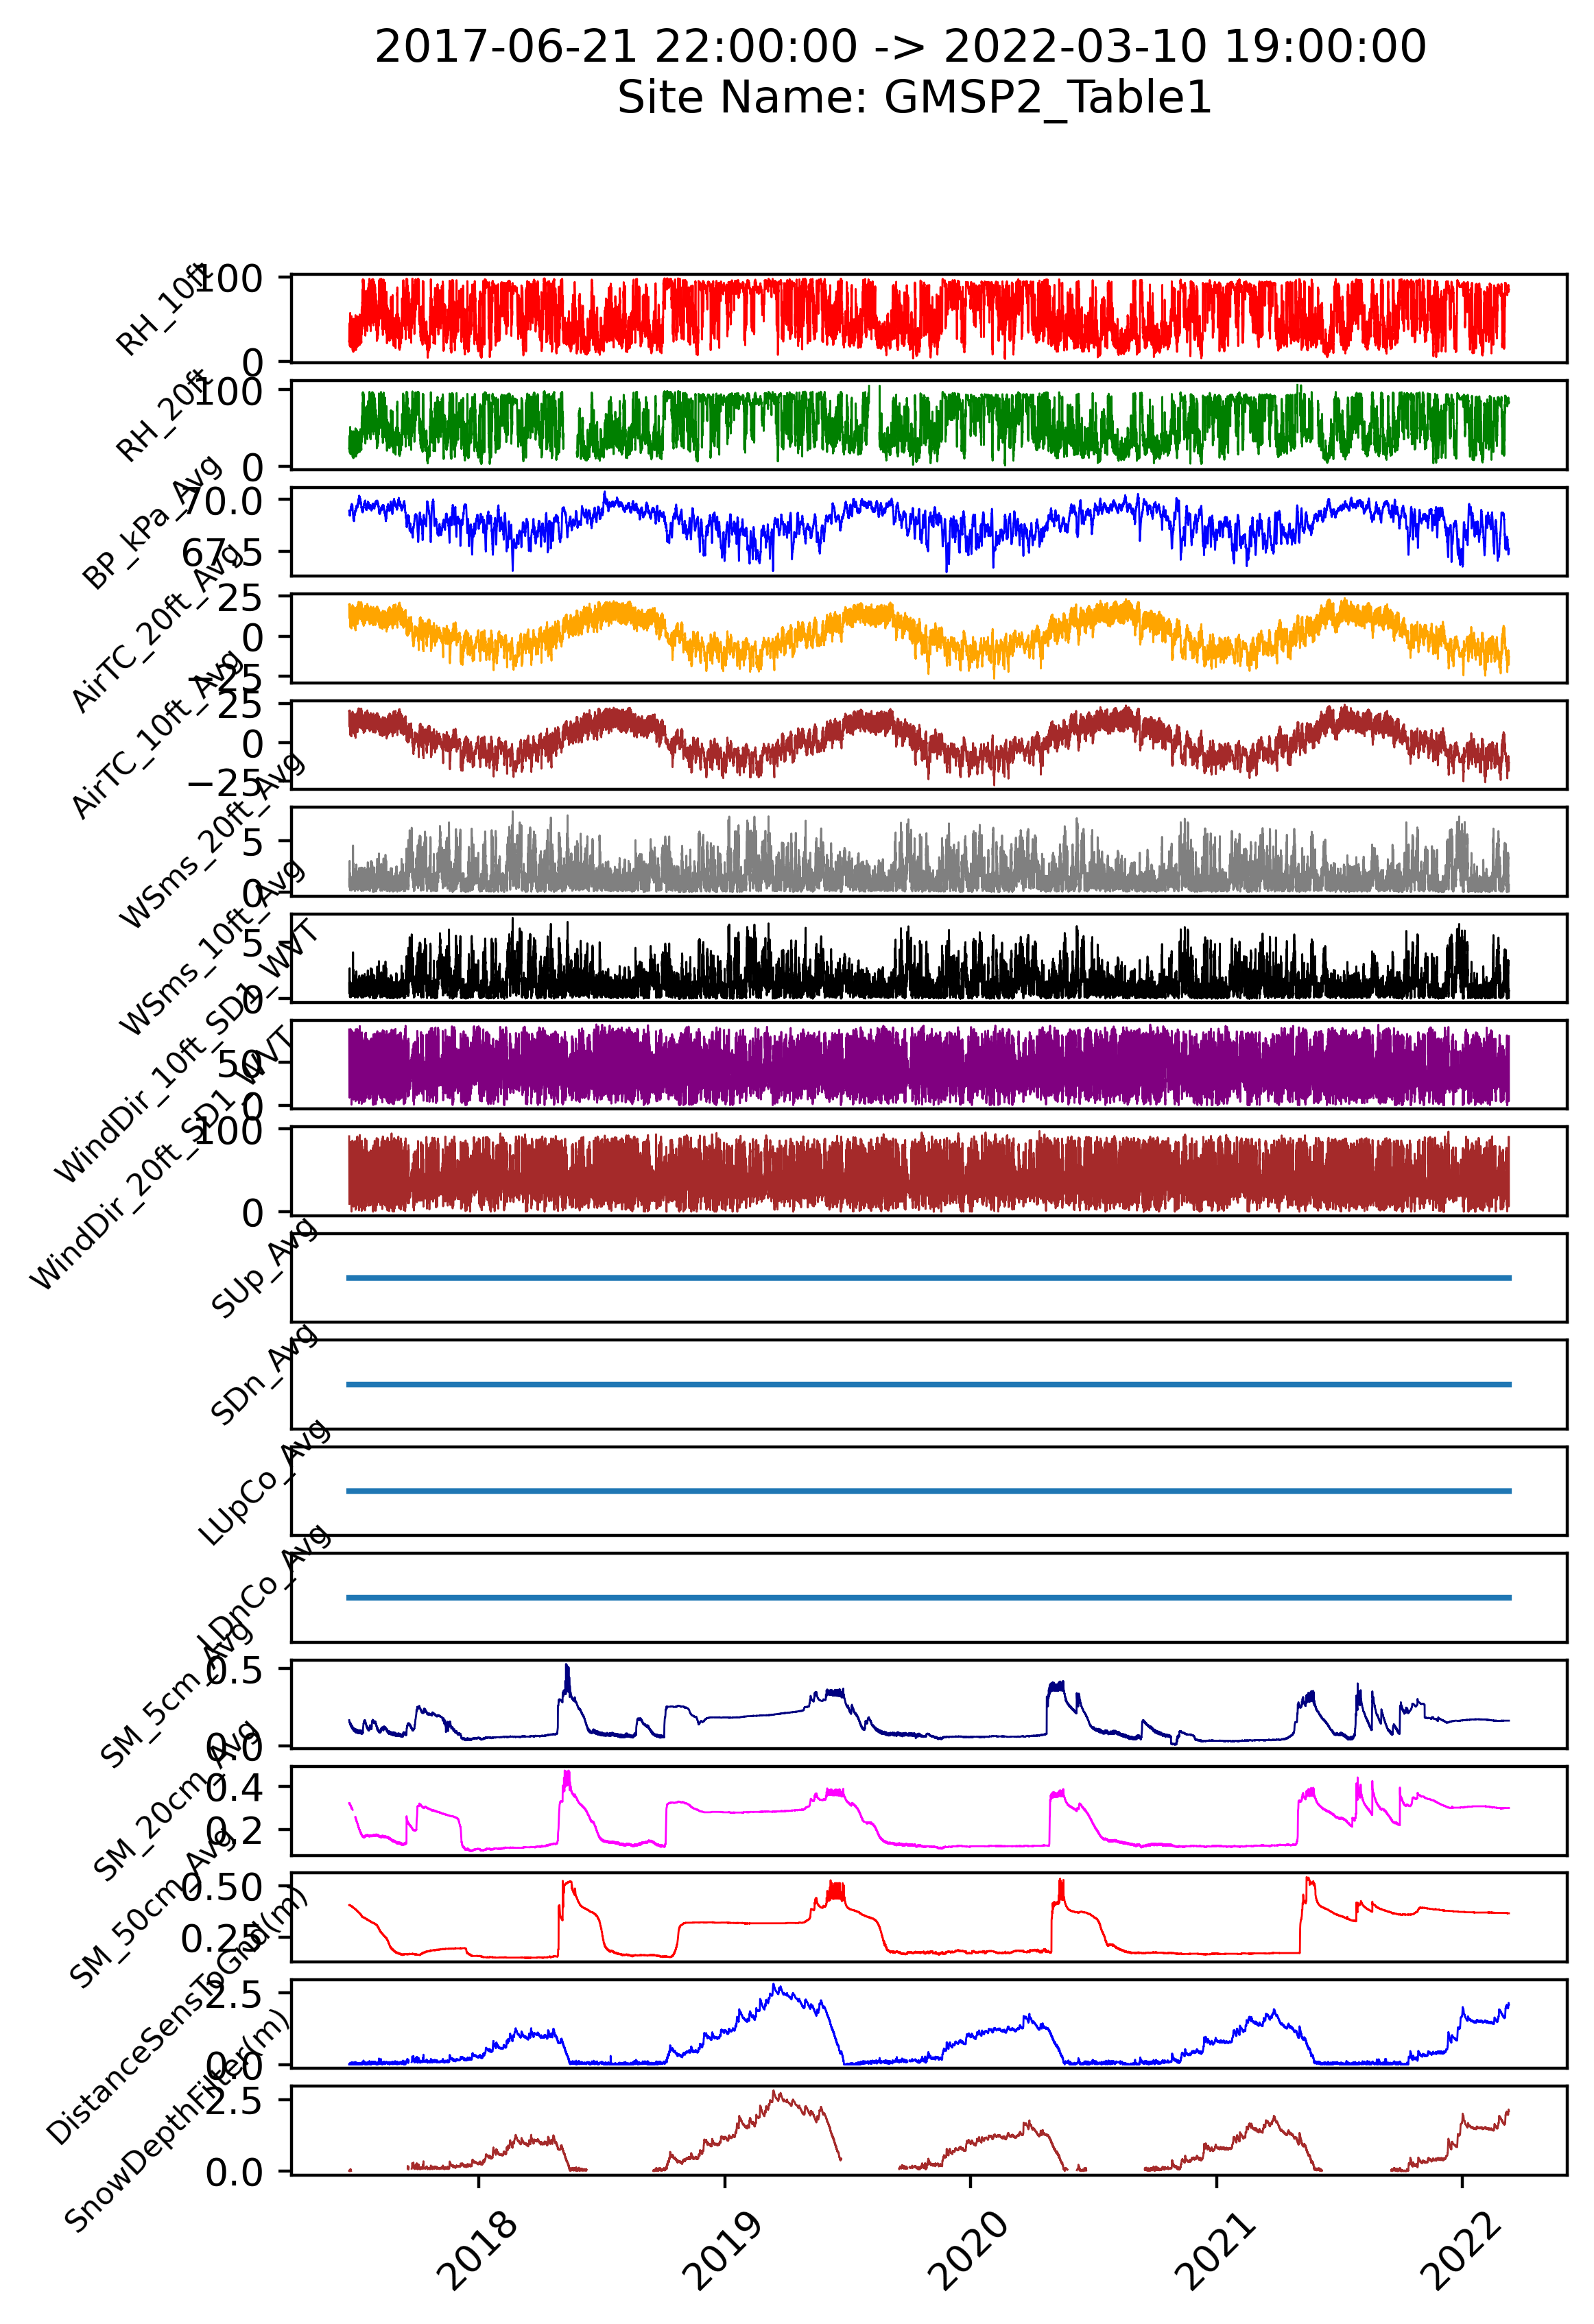 2017-06-21 22:00:00 -> 2022-03-10 19:00:00
Site Name: GMSP2_Table1
RH_10ft
100
0
RH_20ft
100
0
BP_kPa_Avg
70.0
67.5
AirTC_20ft_Avg
25
0
−25
AirTC_10ft_Avg
25
0
−25
WSms_20ft_Avg
5
0
WSms_10ft_Avg
5
0
WindDir_10ft_SD1_WVT
50
0
WindDir_20ft_SD1_WVT
100
0
SUp_Avg
SDn_Avg
LUpCo_Avg
LDnCo_Avg
SM_5cm_Avg
0.5
0.0
SM_20cm_Avg
0.4
0.2
SM_50cm_Avg
0.50
0.25
DistanceSensToGnd(m)
2.5
0.0
SnowDepthFilter(m)
2.5
0.0
2018
2019
2020
2021
2022